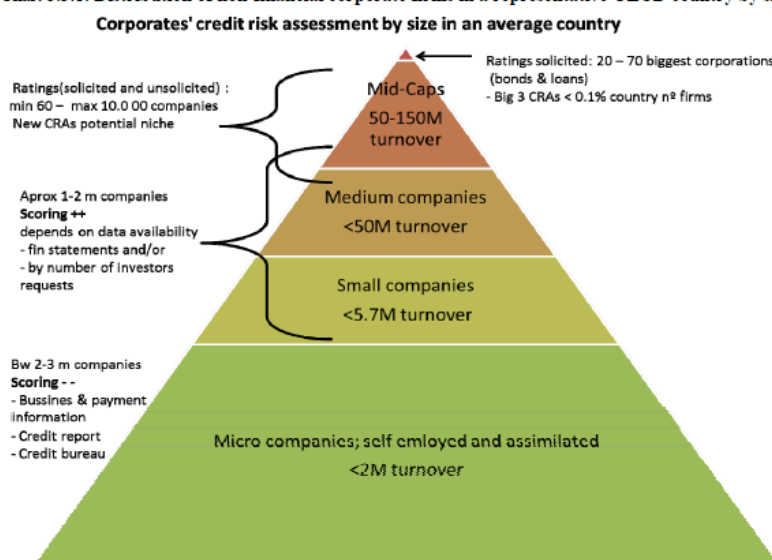 Corporates' credit risk assessment by size in an average country
Ratings solicited: 20 – 70 biggest corporations
(bonds & loans)
- Big 3 CRAs < 0.1% country nº firms
Ratings(solicited and unsolicited) :
min 60 – max 10.0 00 companies
New CRAs potential niche
Mid-Caps
50-150M
turnover
Aprox 1-2 m companies
Scoring ++
depends on data availability
- fin statements and/or
- by number of investors
requests
Medium companies
<50M turnover
Small companies
<5.7M turnover
Bw 2-3 m companies
Scoring - -
- Bussines & payment
information
- Credit report
- Credit bureau
Micro companies; self emloyed and assimilated
<2M turnover